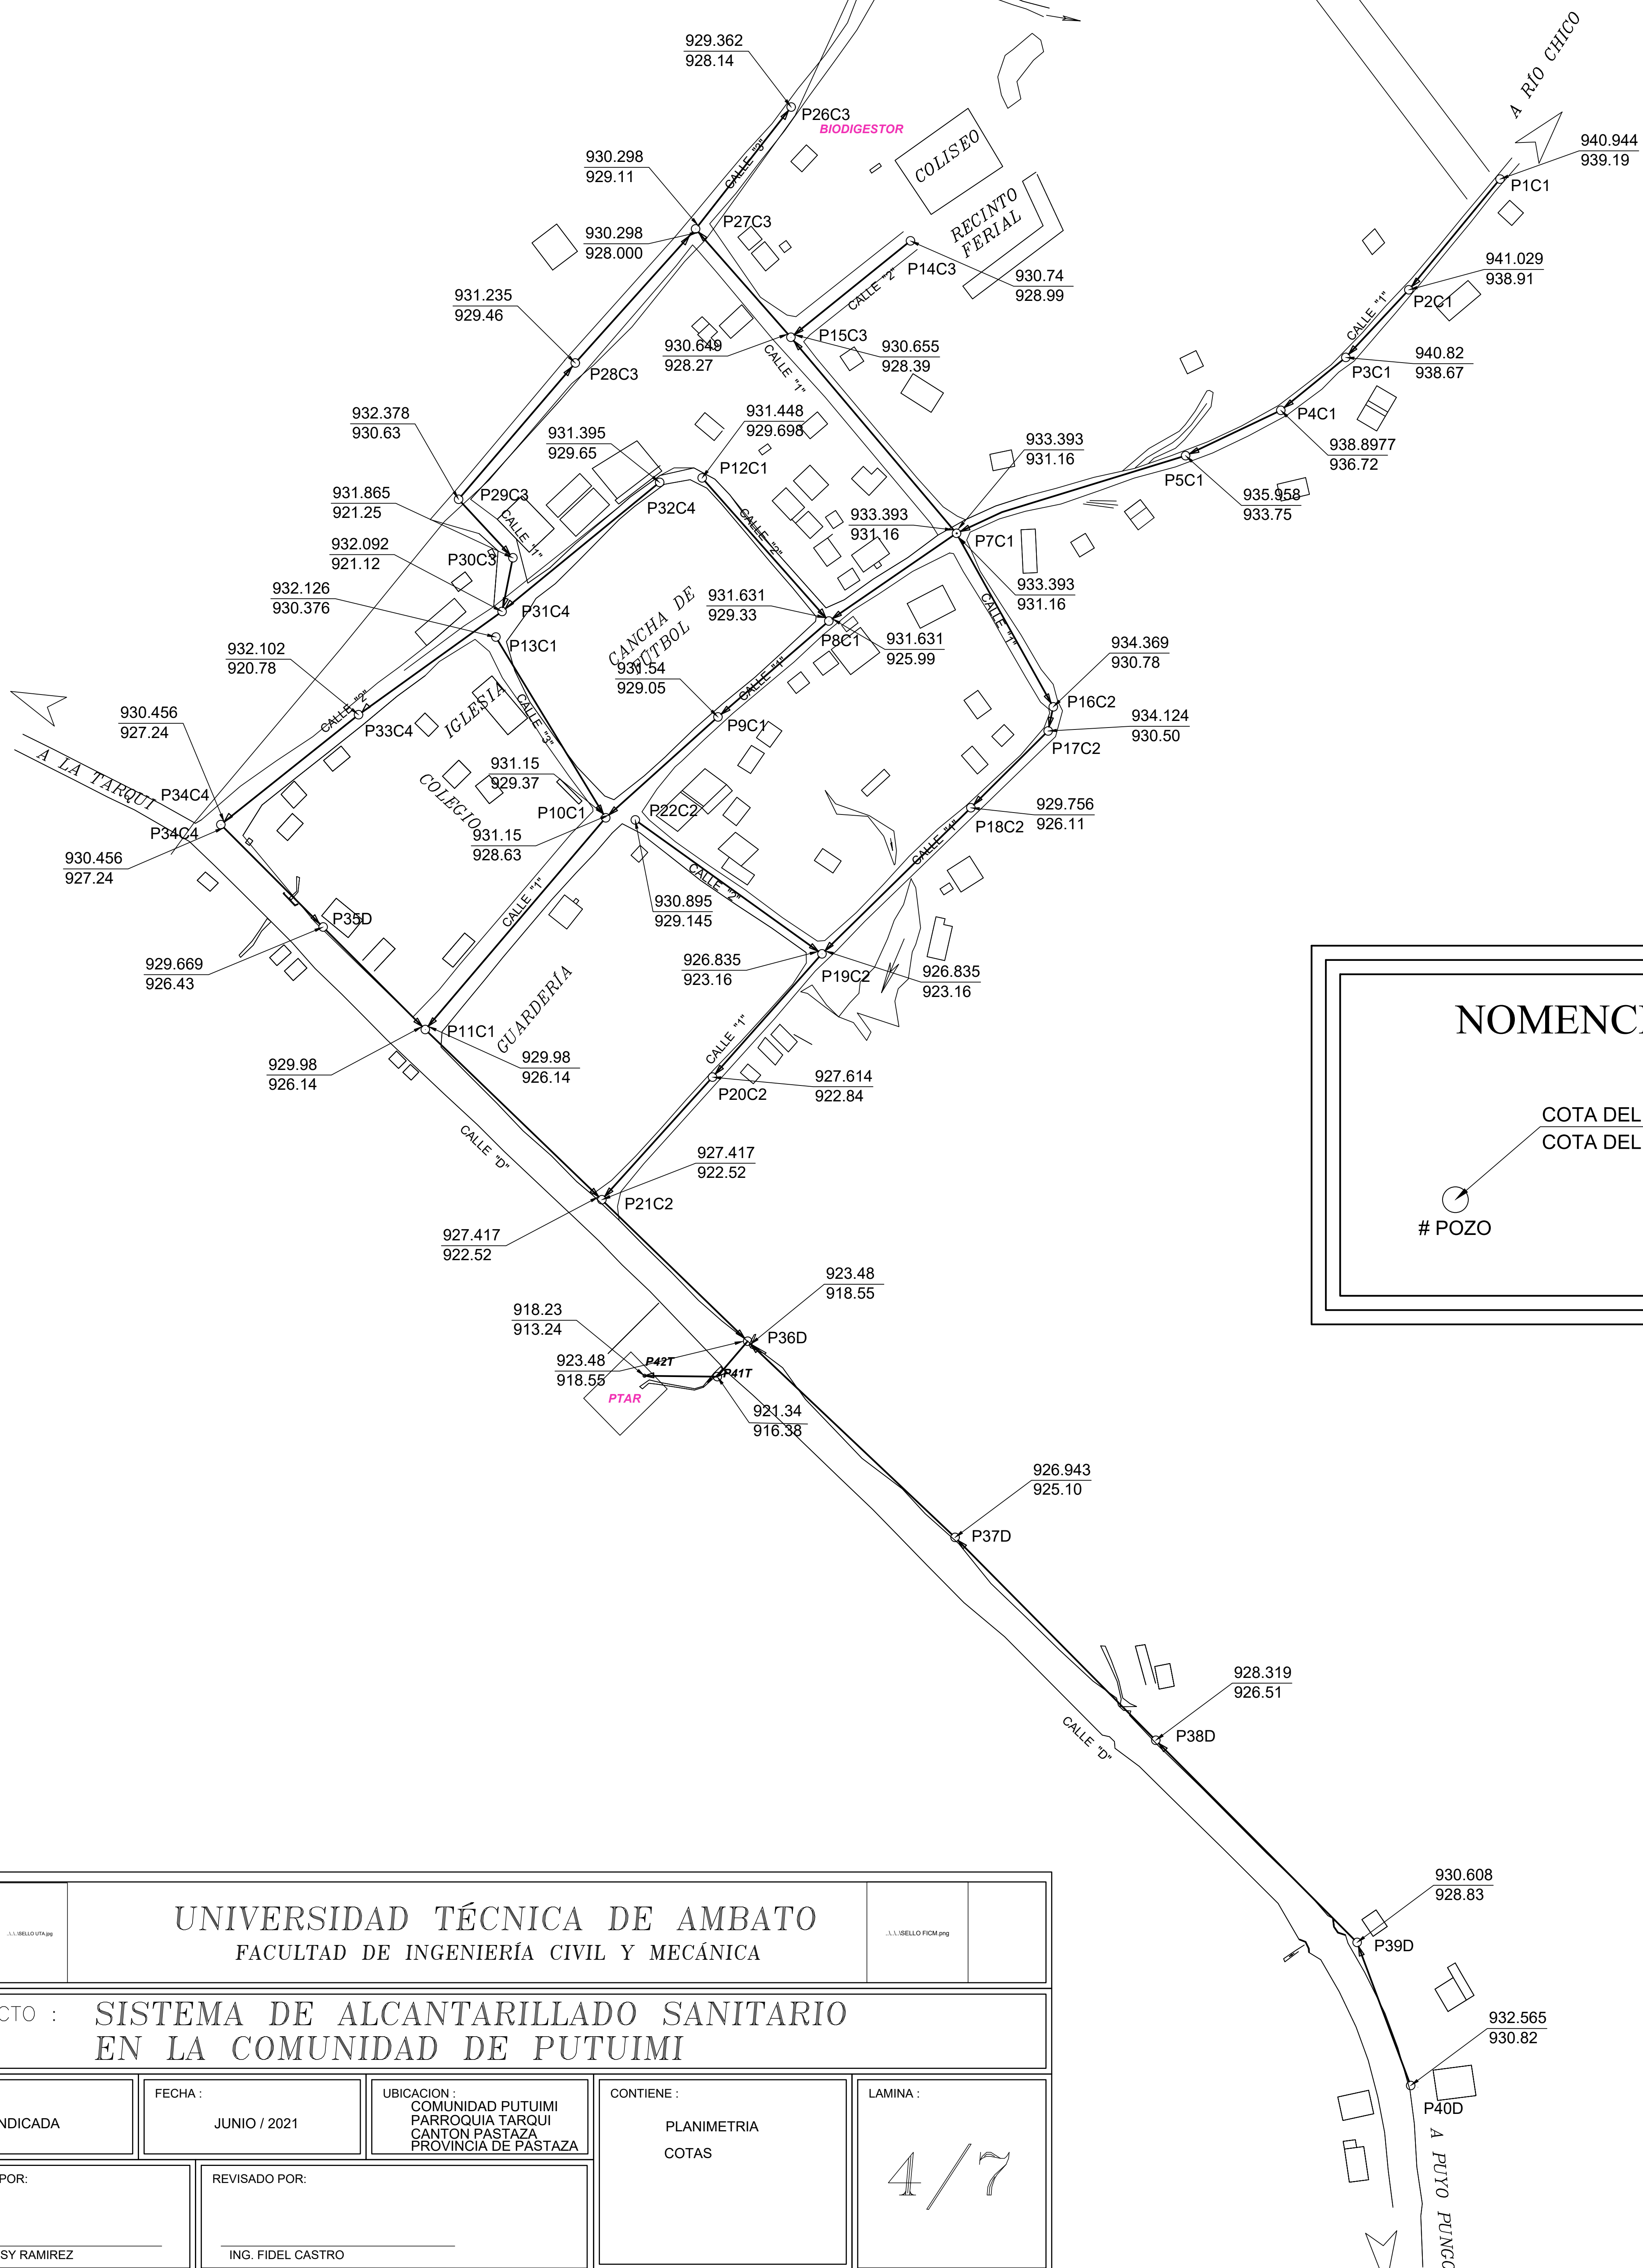 929.362
928.14
P26C3
BIODIGESTOR
CALLE "3"
COLISEO
RECINTO
FERIAL
A RÍO CHICO
940.944
939.19
P1C1
930.298
929.11
P27C3
930.298
928.000
P14C3
930.74
928.99
CALLE "2"
941.029
938.91
P2C1
CALLE "1"
931.235
929.46
P28C3
930.649
928.27
P15C3
930.655
928.39
CALLE "1"
940.82
938.67
P3C1
P4C1
938.8977
936.72
932.378
930.63
P29C3
931.395
929.65
931.448
929.698
P12C1
P32C4
933.393
931.16
P5C1
935.958
933.75
931.865
921.25
CALLE "1"
P30C3
CALLE "2"
933.393
931.16
P7C1
932.092
921.12
932.126
930.376
P31C4
P13C1
CANCHA DE
FÚTBOL
931.631
929.33
P8C1
931.631
925.99
933.393
931.16
CALLE "1"
934.369
930.78
P16C2
932.102
920.78
CALLE "2"
P33C4
IGLESIA
CALLE "3"
931.54
929.05
CALLE "1"
P9C1
934.124
930.50
P17C2
930.456
927.24
A LA TARQUI
P34C4
P34C4
COLEGIO
931.15
929.37
P10C1
931.15
928.63
P22C2
929.756
926.11
P18C2
CALLE "1"
930.456
927.24
P35D
CALLE "1"
CALLE "2"
930.895
929.145
929.669
926.43
926.835
923.16
P19C2
926.835
923.16
GUARDERÍA
P11C1
929.98
926.14
929.98
926.14
CALLE "1"
P20C2
927.614
922.84
CALLE "D"
927.417
922.52
P21C2
927.417
922.52
NOMENCI
COTA DEL
COTA DEL
# POZO
923.48
918.55
P36D
918.23
913.24
923.48
918.55
P42T
P41T
PTAR
921.34
916.38
926.943
925.10
P37D
928.319
926.51
P38D
CALLE "D"
930.608
928.83
P39D
932.565
930.82
P40D
A PUYO PUNGO
..\..\..\SELLO UTA.jpg
UNIVERSIDAD TÉCNICA DE AMBATO
FACULTAD DE INGENIERÍA CIVIL Y MECÁNICA
..\..\..\SELLO FICM.png
CTO : SISTEMA DE ALCANTARILLADO SANITARIO
EN LA COMUNIDAD DE PUTUIMI
NDICADA
FECHA :
JUNIO / 2021
UBICACION :
COMUNIDAD PUTUIMI
PARROQUIA TARQUI
CANTON PASTAZA
PROVINCIA DE PASTAZA
CONTIENE :
PLANIMETRIA
COTAS
LAMINA :
4/7
POR:
SY RAMIREZ
REVISADO POR:
ING. FIDEL CASTRO